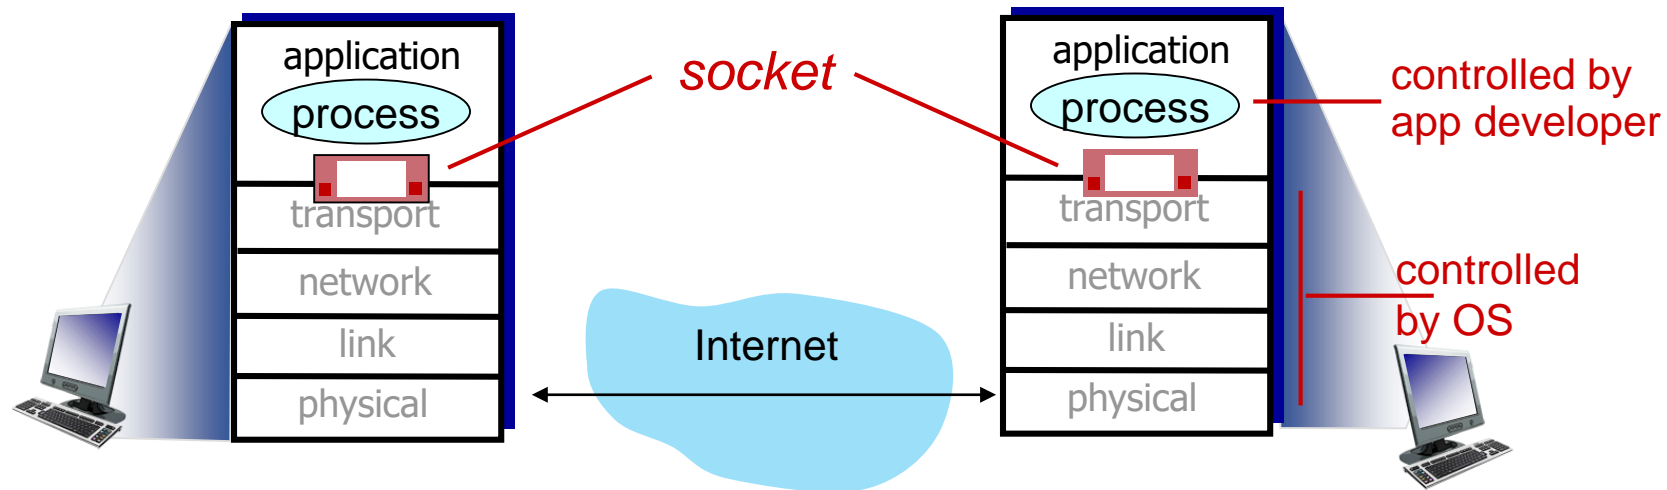 application
process
transport
network
link
physical
socket
Internet
application
process
transport
network
link
physical
controlled by
app developer
controlled
by OS